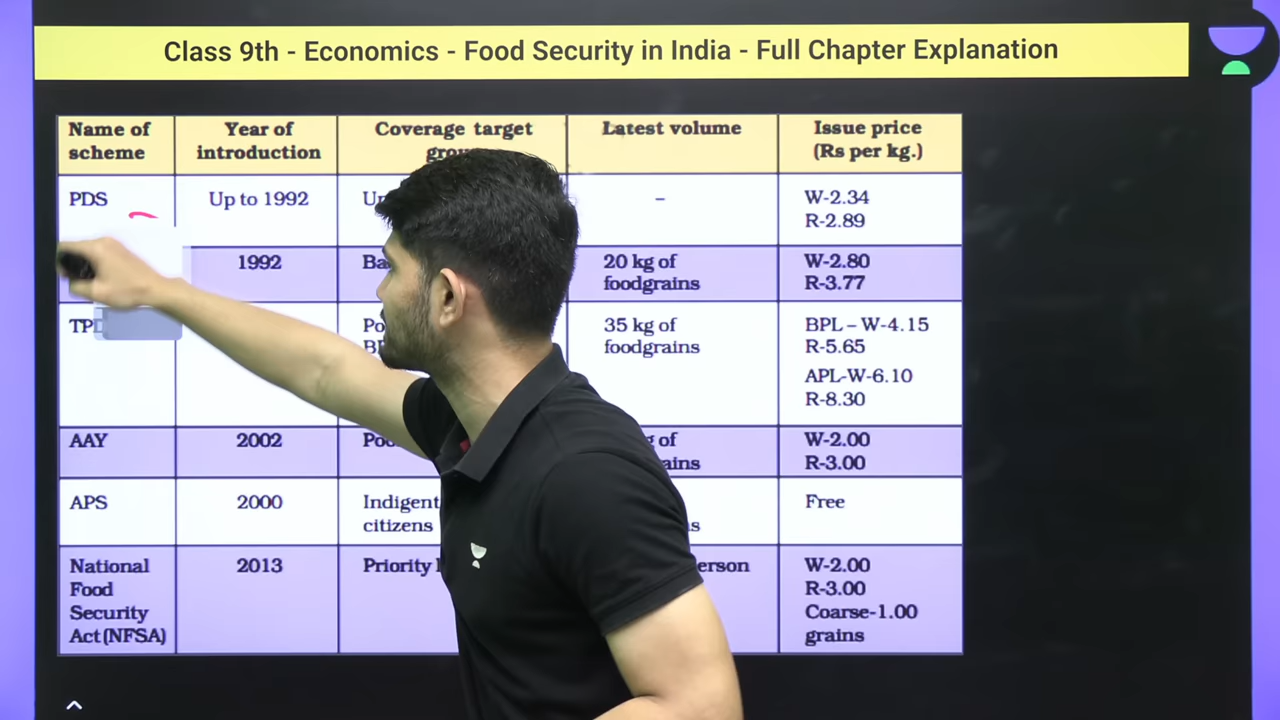 Class 9th - Economics - Food Security in India - Full Chapter Explanation
Name of
scheme
Year of
introduction
Coverage target
Latest volume
Issue price
(Rs per kg.)
PDS
Up to 1992
–
W-2.34
R-2.89
1992
20 kg of
foodgrains
W-2.80
R-3.77
35 kg of
foodgrains
BPL – W-4.15
R-5.65
APL-W-6.10
R-8.30
AAY
2002
of
W-2.00
R-3.00
APS
2000
Indigent
citizens
Free
National
Food
Security
Act (NFSA)
2013
Priority
W-2.00
R-3.00
Coarse-1.00
grains